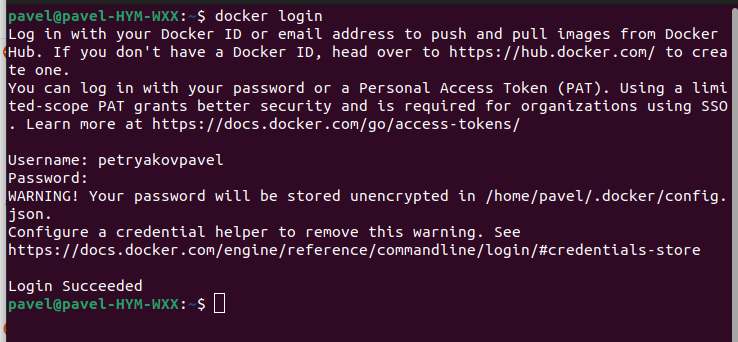 pavel@pavel-HYM-WXX:~$ docker login
Log in with your Docker ID or email address to push and pull images from Docker
Hub. If you don't have a Docker ID, head over to https://hub.docker.com/ to crea
te one.
You can log in with your password or a Personal Access Token (PAT). Using a limi
ted-scope PAT grants better security and is required for organizations using SSO
. Learn more at https://docs.docker.com/go/access-tokens/
Username: petryakovpavel
Password:
WARNING! Your password will be stored unencrypted in /home/pavel/.docker/config.
json.
Configure a credential helper to remove this warning. See
https://docs.docker.com/engine/reference/commandline/login/#credentials-store
Login Succeeded
pavel@pavel-HYM-WXX:~$